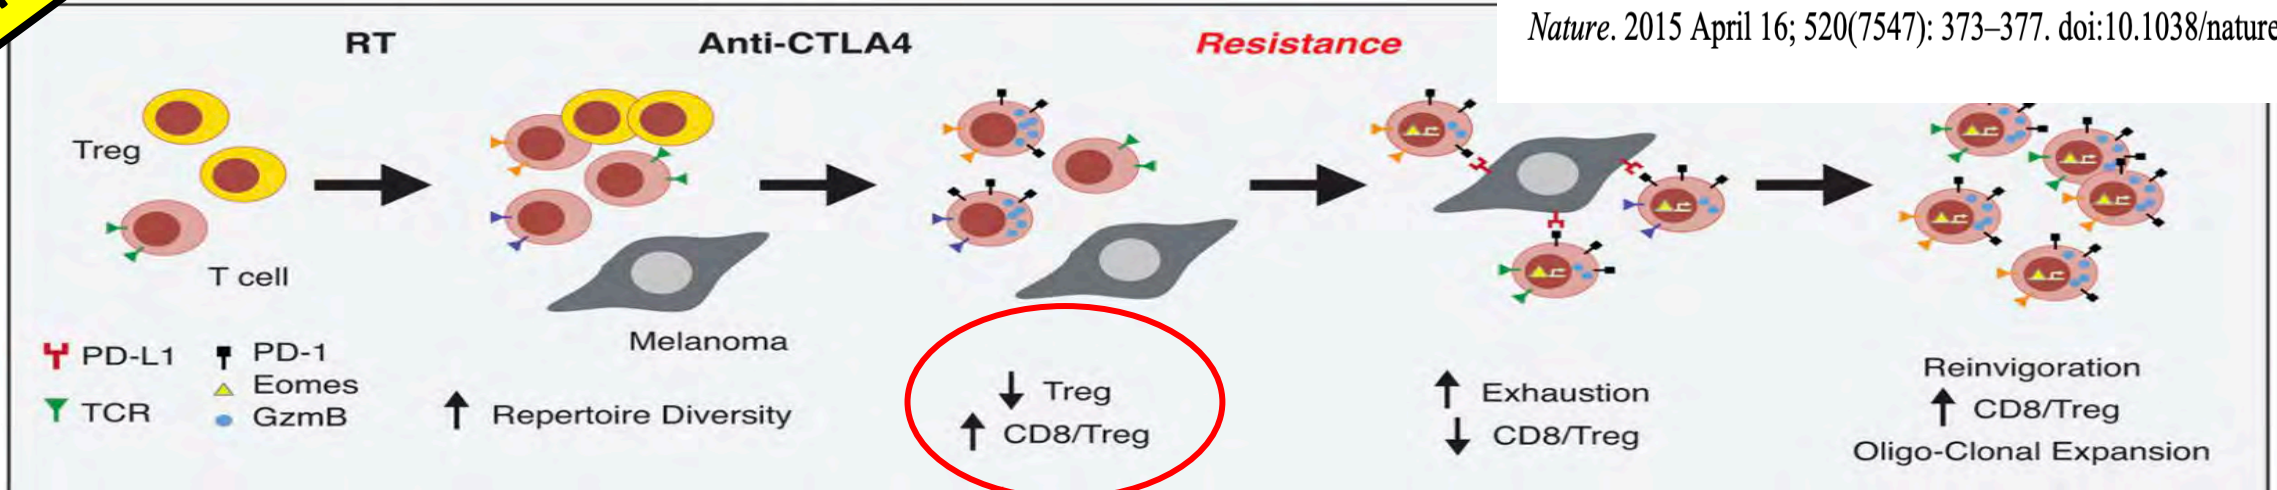 Nature. 2015 April 16; 520(7547): 373–377. doi:10.1038/nature
RT
Anti-CTLA4
Resistance
Treg
T cell
Melanoma
PD-L1
PD-1
Eomes
TCR
GzmB
Repertoire Diversity
Treg
CD8/Treg
Exhaustion
CD8/Treg
Reinvigoration
CD8/Treg
Oligo-Clonal Expansion